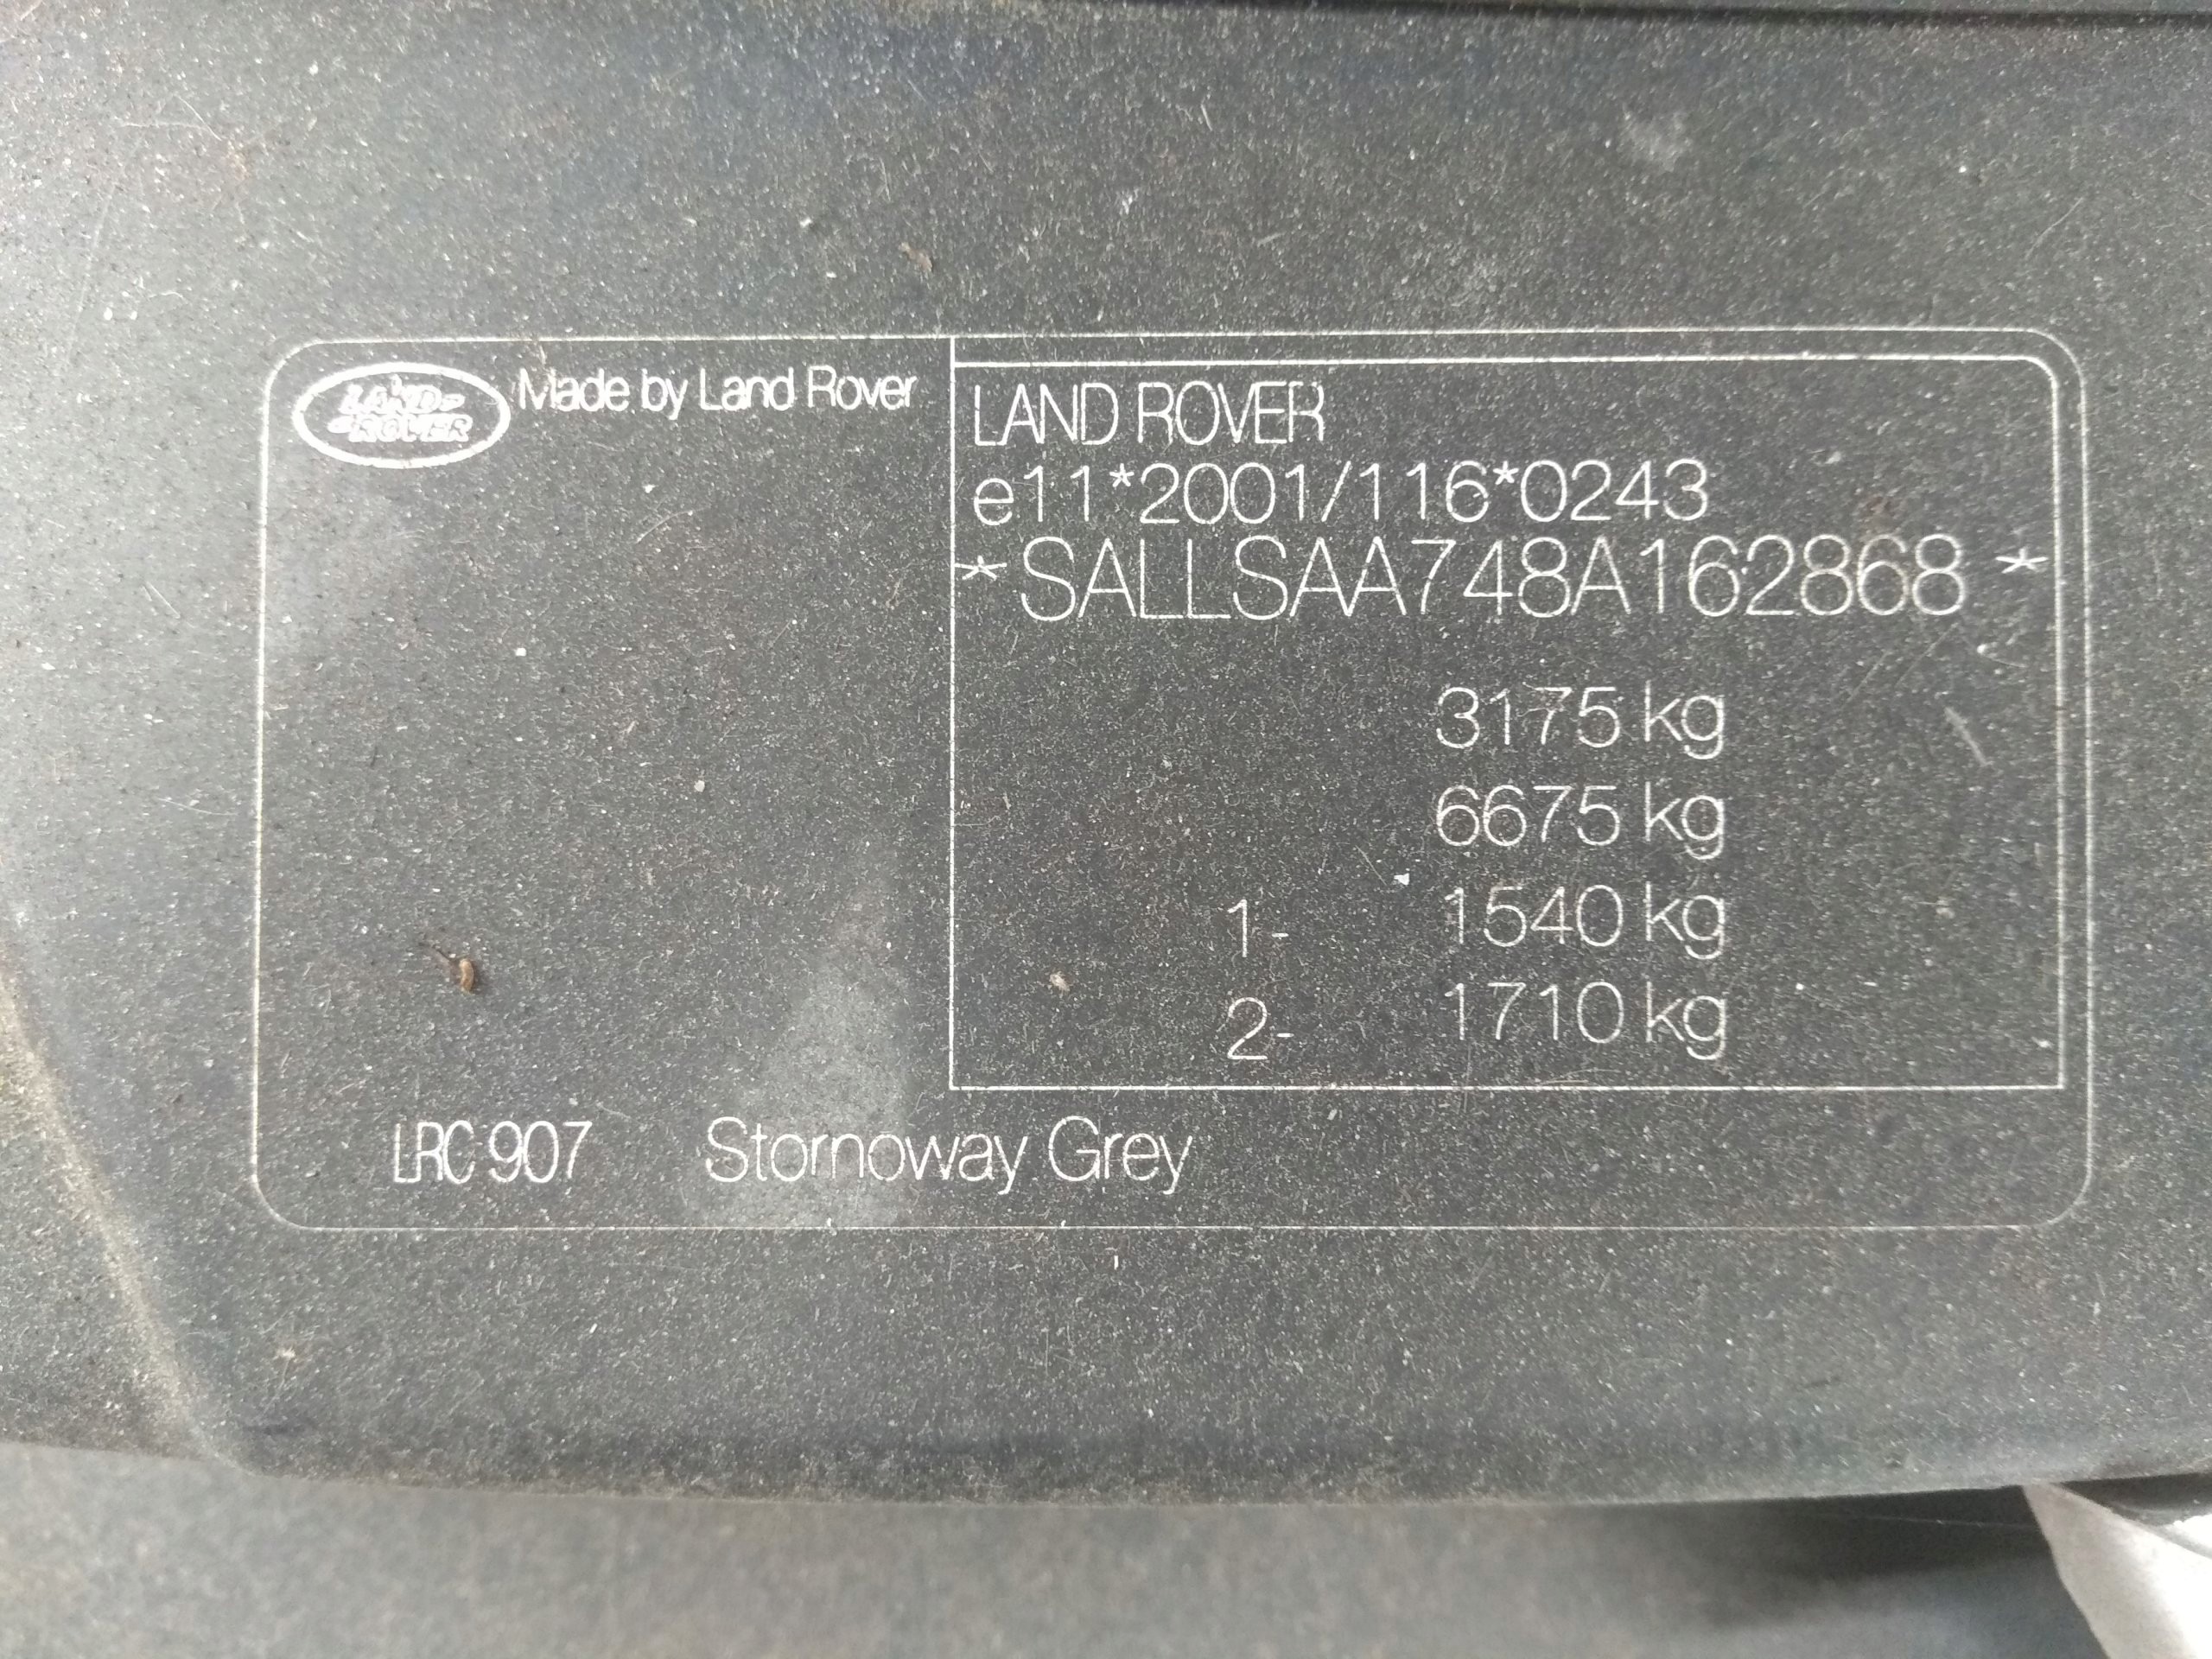 LAND ROVER
Made by Land Rover
LAND ROVER
e11*2001/116*0243
*SALLSAA748A162868 *
3175 kg
6675 kg
1- 1540 kg
2- 1710 kg
LRC 907 Stornoway Grey